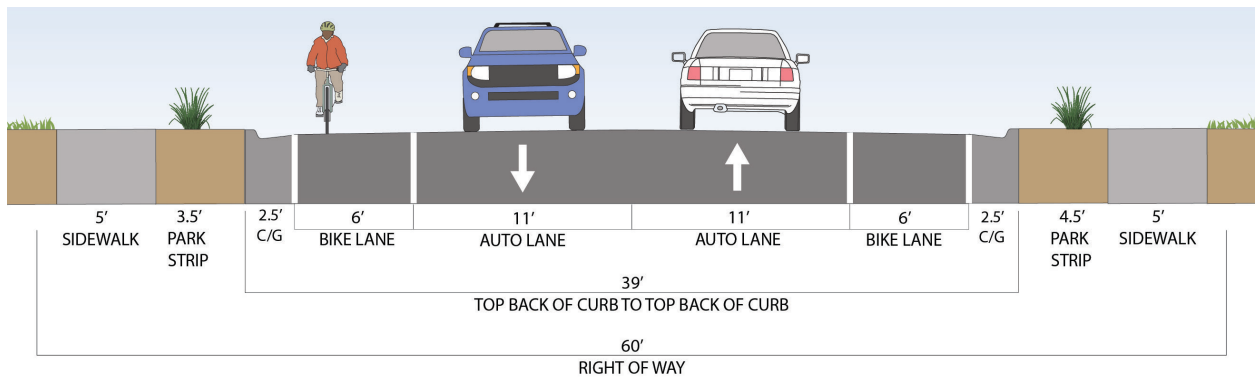 5' 3.5' 2.5' 6' 11' 11' 6' 2.5' 4.5' 5'
SIDEWALK PARK STRIP C/G BIKE LANE AUTO LANE AUTO LANE BIKE LANE C/G PARK STRIP SIDEWALK
39'
TOP BACK OF CURB TO TOP BACK OF CURB
60'
RIGHT OF WAY